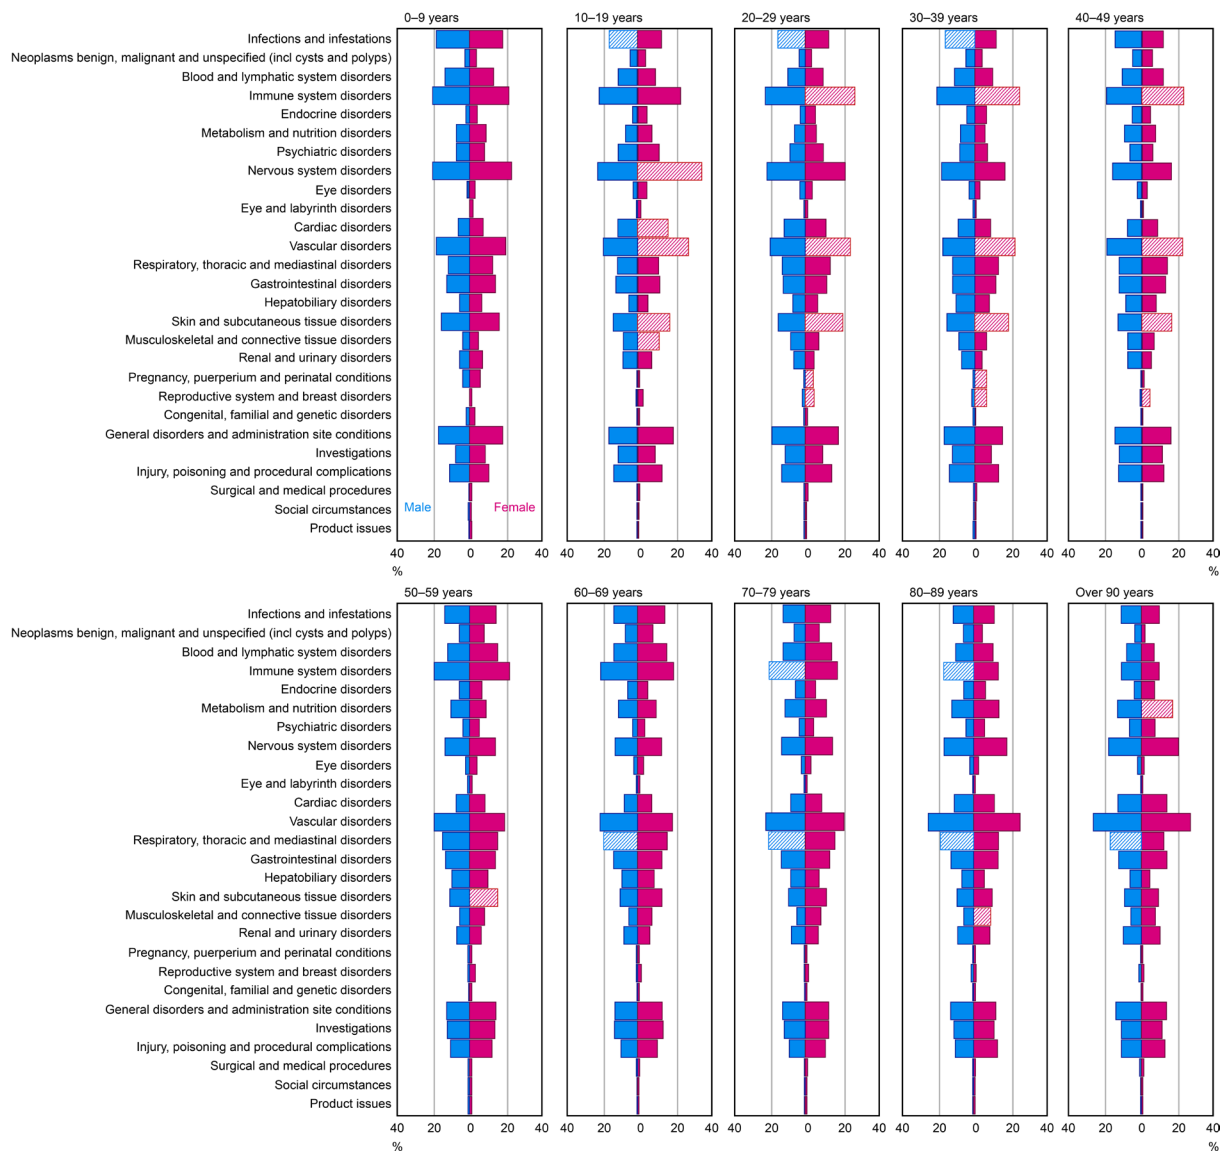 0–9 years
10–19 years
20–29 years
30–39 years
40–49 years
Infections and infestations
Neoplasms benign, malignant and unspecified (incl cysts and polyps)
Blood and lymphatic system disorders
Immune system disorders
Endocrine disorders
Metabolism and nutrition disorders
Psychiatric disorders
Nervous system disorders
Eye disorders
Eye and labyrinth disorders
Cardiac disorders
Vascular disorders
Respiratory, thoracic and mediastinal disorders
Gastrointestinal disorders
Hepatobiliary disorders
Skin and subcutaneous tissue disorders
Musculoskeletal and connective tissue disorders
Renal and urinary disorders
Pregnancy, puerperium and perinatal conditions
Reproductive system and breast disorders
Congenital, familial and genetic disorders
General disorders and administration site conditions
Investigations
Injury, poisoning and procedural complications
Surgical and medical procedures
Social circumstances
Male Female
Product issues
40 20 0 20 40 20 0 20 40 20 0 20 40 20 0 20 40 20 0 20 40
% %
50–59 years
60–69 years
70–79 years
80–89 years
Over 90 years
Infections and infestations
Neoplasms benign, malignant and unspecified (incl cysts and polyps)
Blood and lymphatic system disorders
Immune system disorders
Endocrine disorders
Metabolism and nutrition disorders
Psychiatric disorders
Nervous system disorders
Eye disorders
Eye and labyrinth disorders
Cardiac disorders
Vascular disorders
Respiratory, thoracic and mediastinal disorders
Gastrointestinal disorders
Hepatobiliary disorders
Skin and subcutaneous tissue disorders
Musculoskeletal and connective tissue disorders
Renal and urinary disorders
Pregnancy, puerperium and perinatal conditions
Reproductive system and breast disorders
Congenital, familial and genetic disorders
General disorders and administration site conditions
Investigations
Injury, poisoning and procedural complications
Surgical and medical procedures
Social circumstances
Product issues
40 20 0 20 40 20 0 20 40 20 0 20 40 20 0 20 40 20 0 20 40
% %